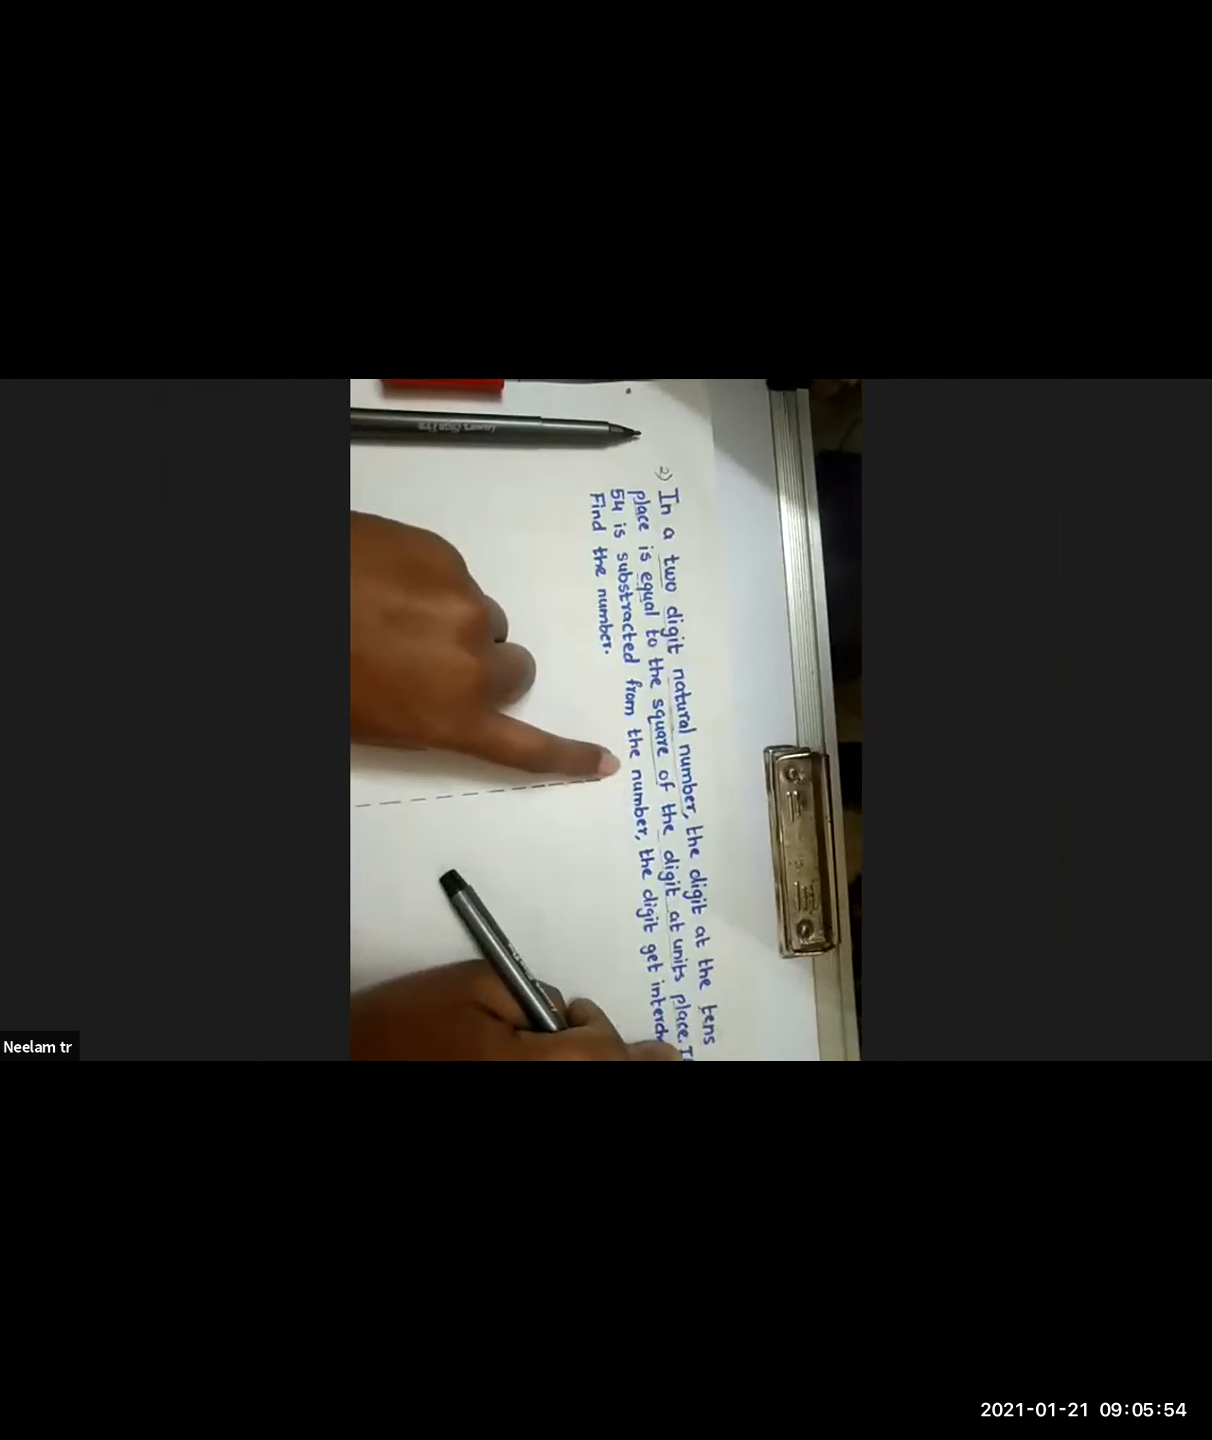 2) In a two digit natural number, the digit at the tens
place is equal to the square of the digit at units place.
54 is substracted from the number, the digit get
Find the number.
Neelam tr
2021-01-21 09:05:54